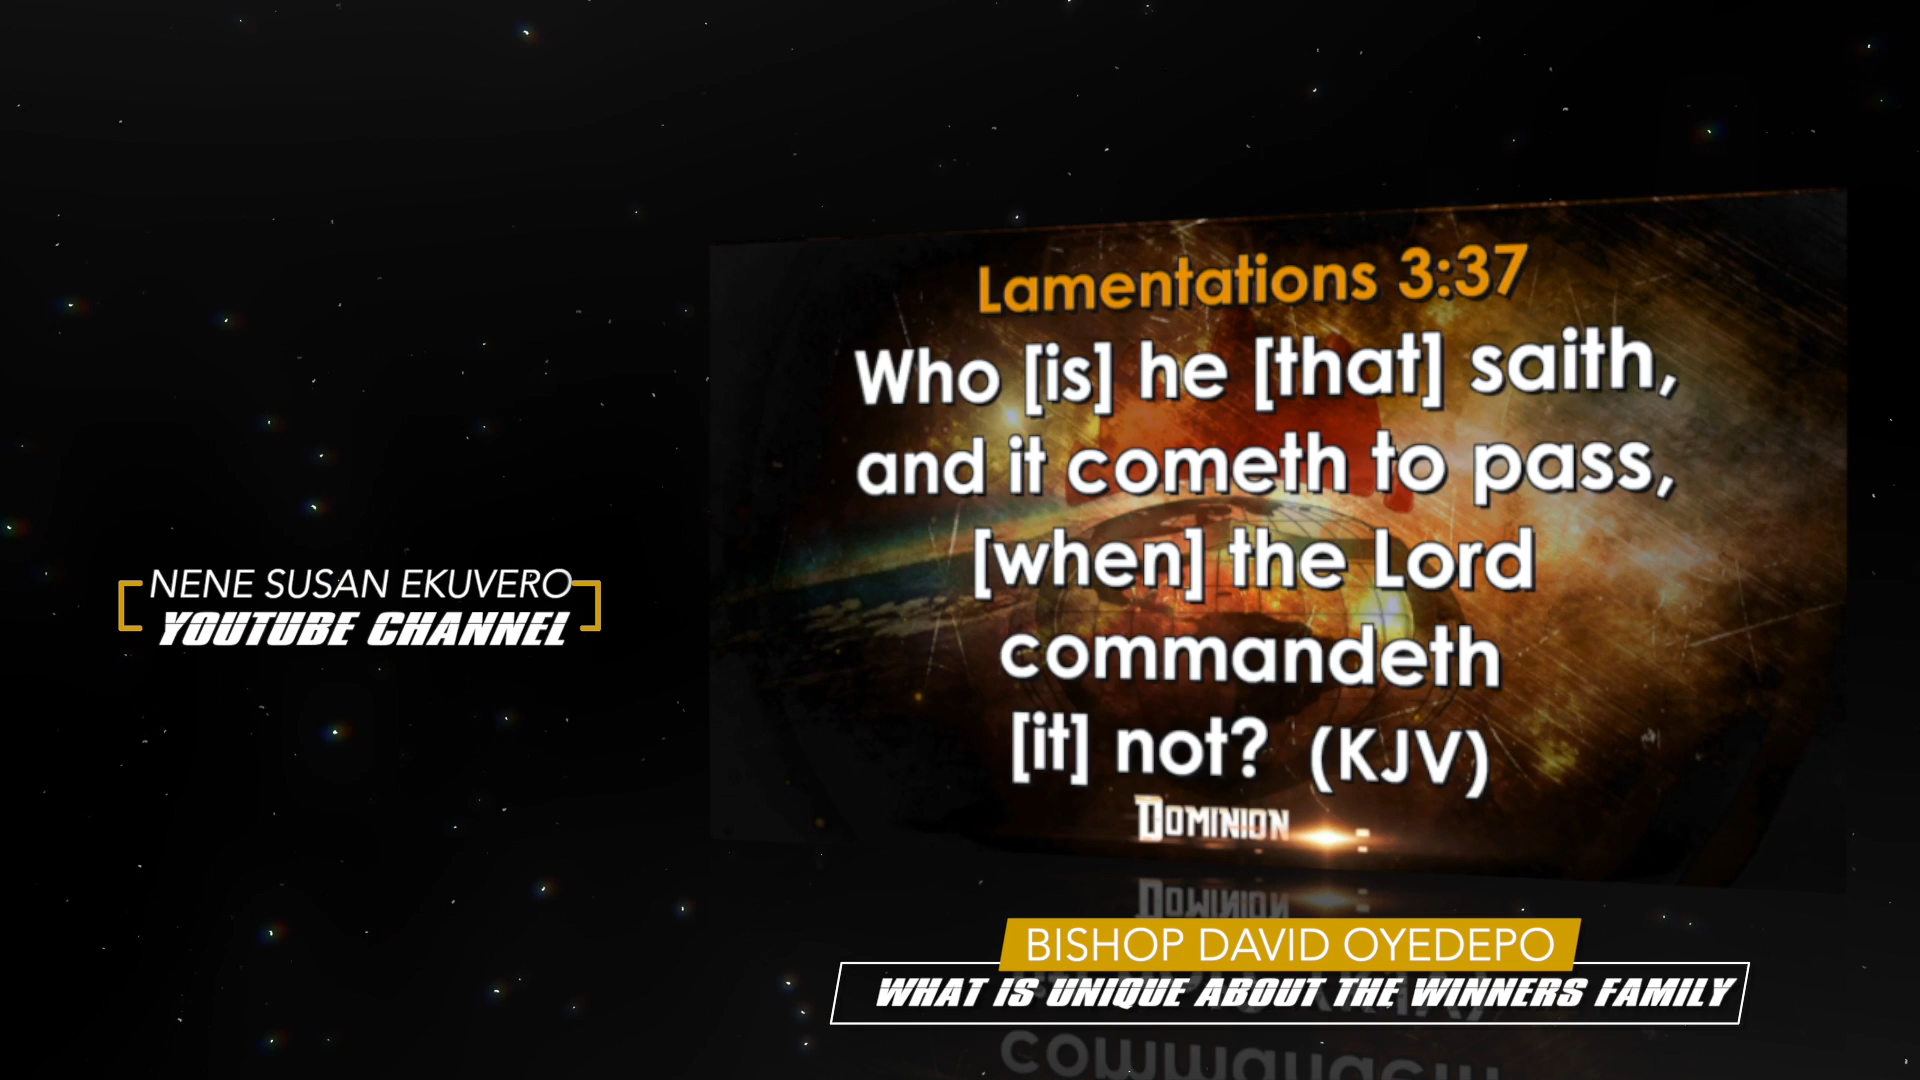 NENE SUSAN EKUVERO
YOUTUBE CHANNEL
Lamentations 3:37
Who [is] he [that] saith,
and it cometh to pass,
[when] the Lord
commandeth
[it] not? (KJV)
DOMINION
BISHOP DAVID OYEDEPO
WHAT IS UNIQUE ABOUT THE WINNERS FAMILY